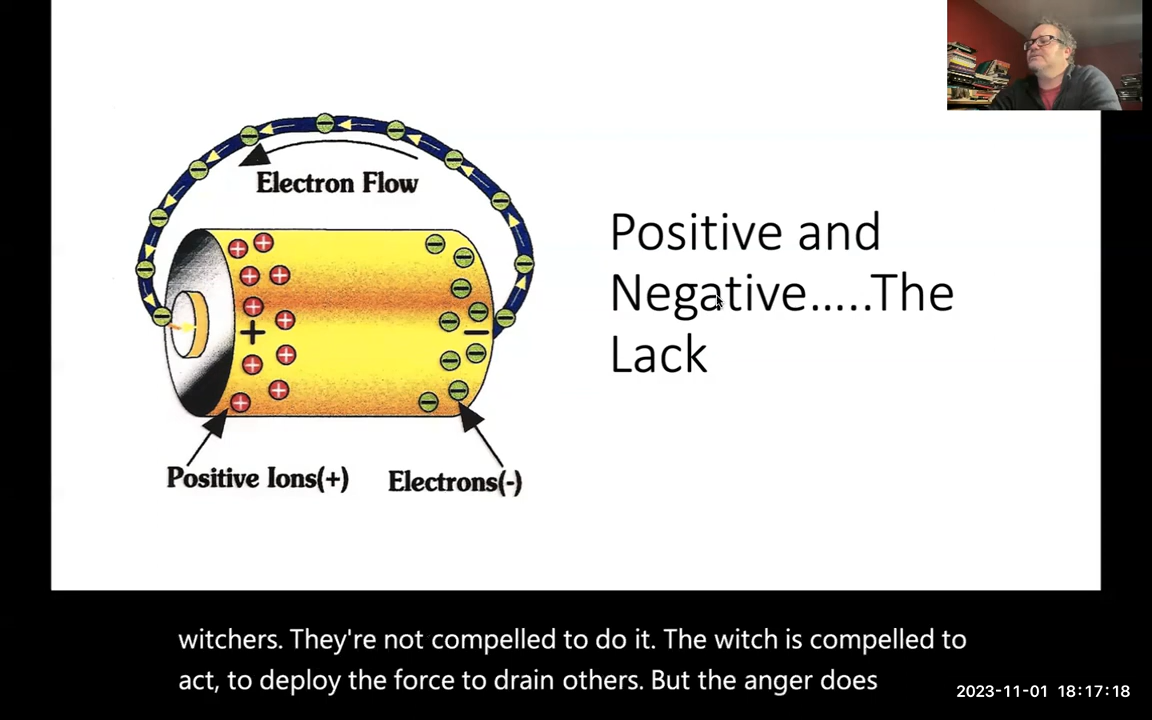 Electron Flow
+
−
Positive Ions(+)
Electrons(-)
Positive and
Negative.....The
Lack
witchers. They're not compelled to do it. The witch is compelled to
act, to deploy the force to drain others. But the anger does
2023-11-01 18:17:18